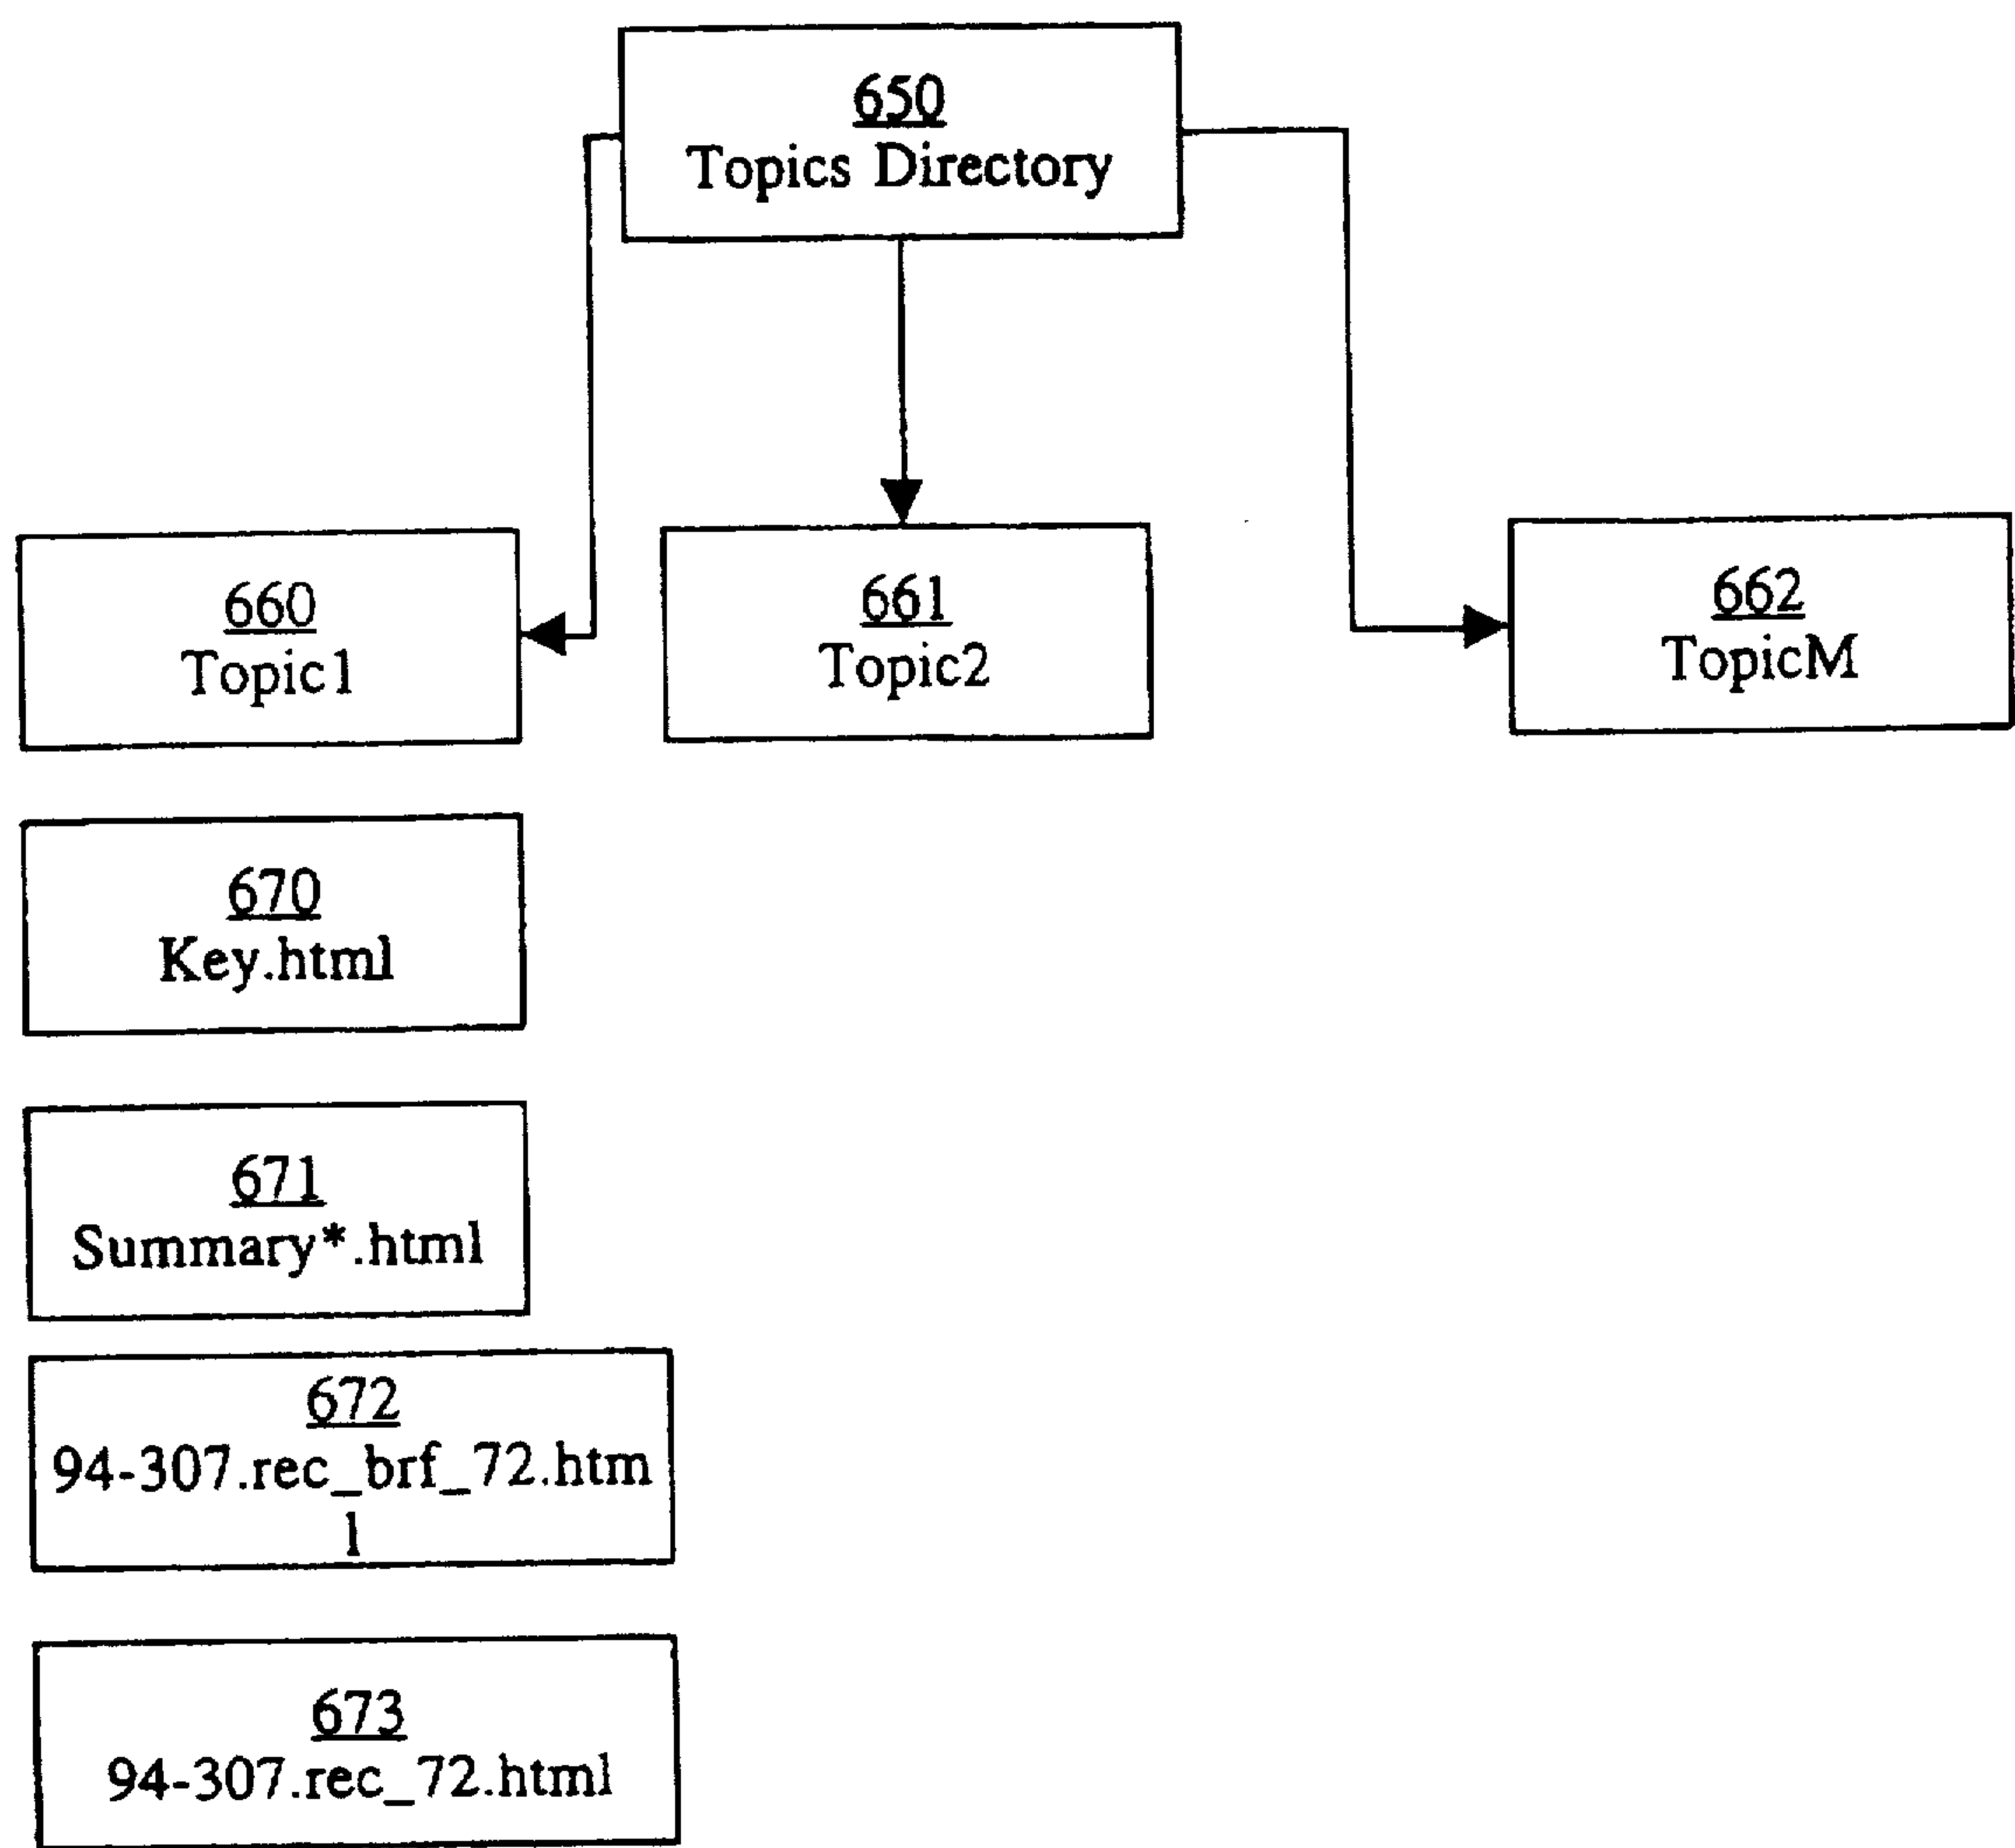 650
Topics Directory
660
Topic1
661
Topic2
662
TopicM
670
Key.html
671
Summary*.html
672
94-307.rec_brf_72.htm
l
673
94-307.rec_72.html